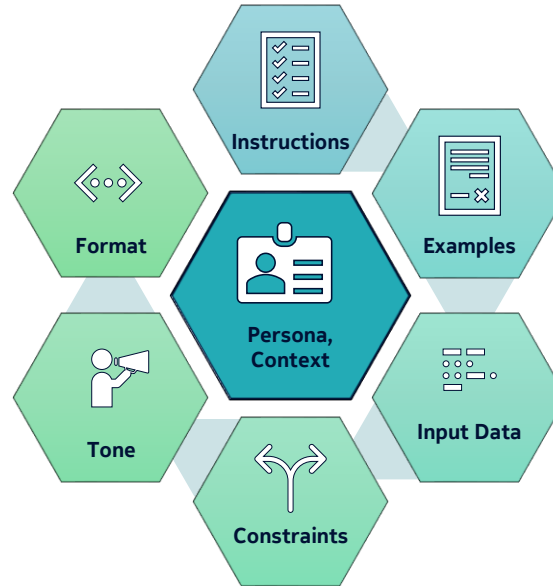 Instructions
Format
Examples
Persona,
Context
Tone
Input Data
Constraints